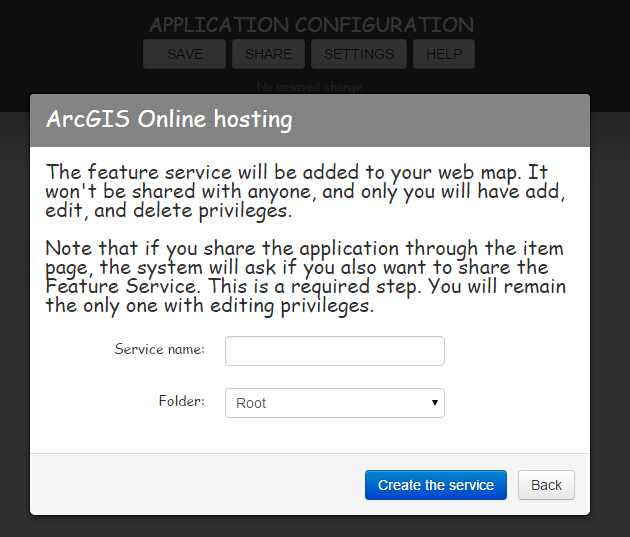 APPLICATION CONFIGURATION
SAVE SHARE SETTINGS HELP
No unsaved change
ArcGIS Online hosting
The feature service will be added to your web map. It
won't be shared with anyone, and only you will have add,
edit, and delete privileges.
Note that if you share the application through the item
page, the system will ask if you also want to share the
Feature Service. This is a required step. You will remain
the only one with editing privileges.
Service name:
Folder: Root
Create the service Back